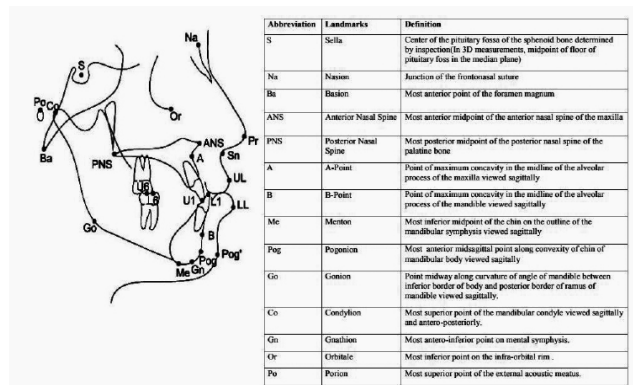 Na
S
Po
Co
Or
Pr
ANS
Ba
PNS
A
Sn
UL
U6
L6
U1
L1
LL
Go
B
Pog
Pog'
Me
Gn
Abbreviation Landmarks Definition
S Sella Center of the pituitary fossa of the sphenoid bone determined
by inspection(In 3D measurements, midpoint of floor of
pituitary foss in the median plane)
Na Nasion Junction of the frontonasal suture
Ba Basion Most anterior point of the foramen magnum
ANS Anterior Nasal Spine Most anterior midpoint of the anterior nasal spine of the maxilla
PNS Posterior Nasal Most posterior midpoint of the posterior nasal spine of the
Spine palatine bone
A A-Point Point of maximum concavity in the midline of the alveolar
process of the maxilla viewed sagittally
B B-Point Point of maximum concavity in the midline of the alveolar
process of the mandible viewed sagittally
Me Menton Most inferior midpoint of the chin on the outline of the
mandibular symphysis viewed sagittally
Pog Pogonion Most anterior midsagittal point along convexity of chin of
mandibular body viewed sagitally
Go Gonion Point midway along curvature of angle of mandible between
inferior border of body and posterior border of ramus of
mandible viewed sagittally.
Co Condylion Most superior point of the mandibular condyle viewed sagittally
and antero-posteriorly.
Gn Gnathion Most antero-inferior point on mental symphysis.
Or Orbitale Most inferior point on the infra-orbital rim .
Po Porion Most superior point of the external acoustic meatus.